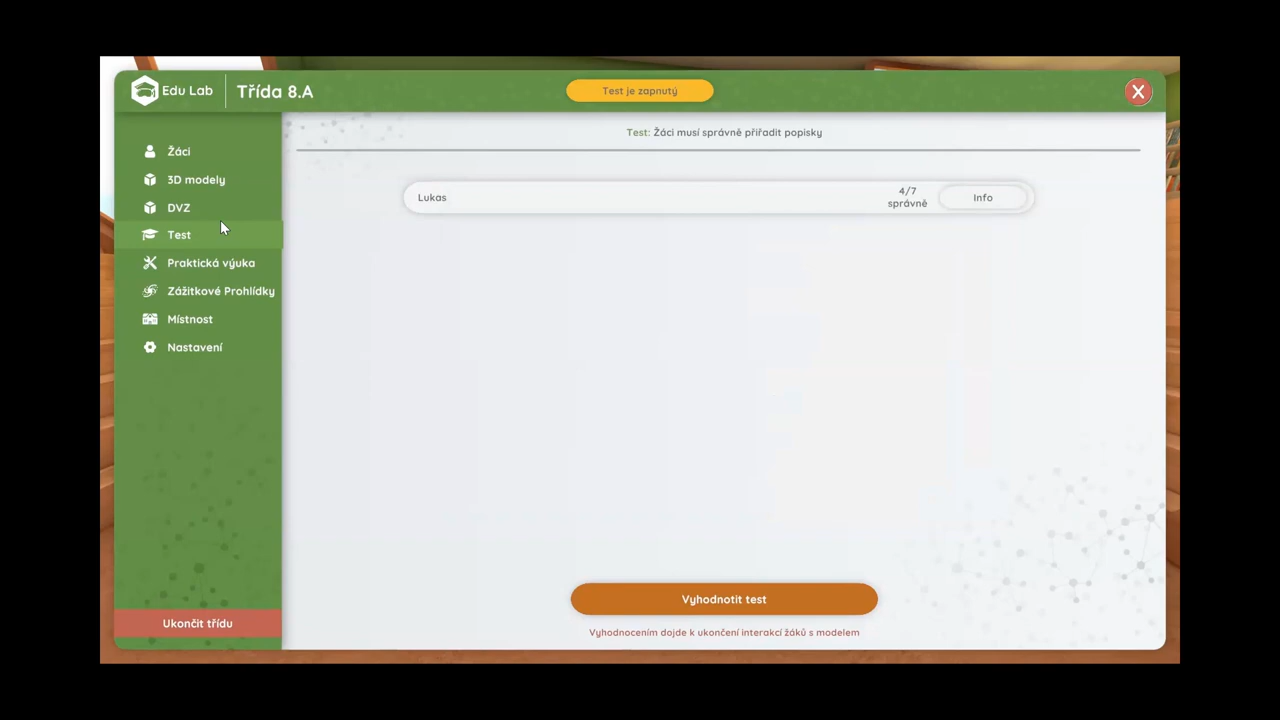 Edu Lab
Třída 8.A
Test je zapnutý
Žáci
3D modely
DVZ
Test
Praktická výuka
Zážitkové Prohlídky
Místnost
Nastavení
Ukončit třídu
Test: Žáci musí správně přiřadit popisky
Lukas
4/7
správně
Info
Vyhodnotit test
Vyhodnocením dojde k ukončení interakcí žáků s modelem